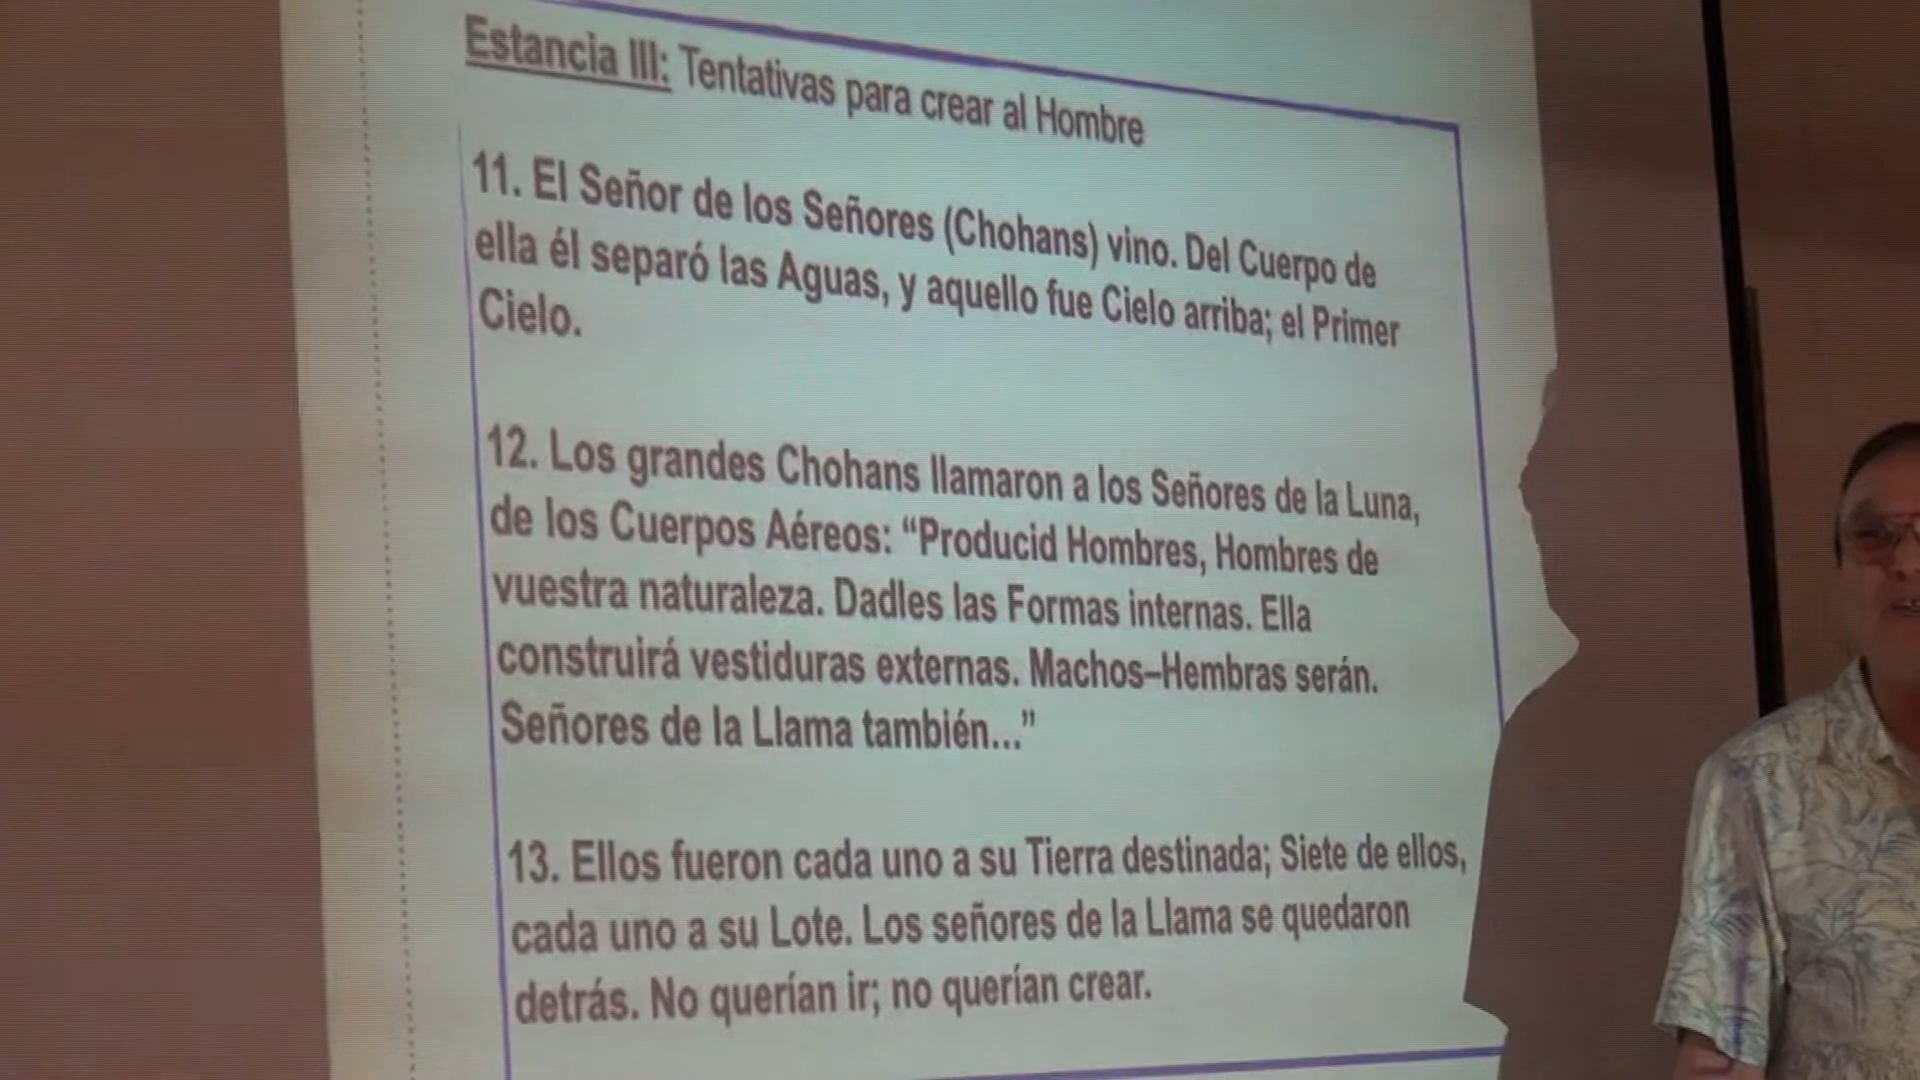 Estancia III: Tentativas para crear al Hombre
11. El Señor de los Señores (Chohans) vino. Del Cuerpo de
ella él separó las Aguas, y aquello fue Cielo arriba; el Primer
Cielo.
12. Los grandes Chohans llamaron a los Señores de la Luna,
de los Cuerpos Aéreos: “Producid Hombres, Hombres de
vuestra naturaleza. Dadles las Formas internas. Ella
construirá vestiduras externas. Machos–Hembras serán.
Señores de la Llama también...”
13. Ellos fueron cada uno a su Tierra destinada; Siete de ellos,
cada uno a su Lote. Los señores de la Llama se quedaron
detrás. No querían ir; no querían crear.